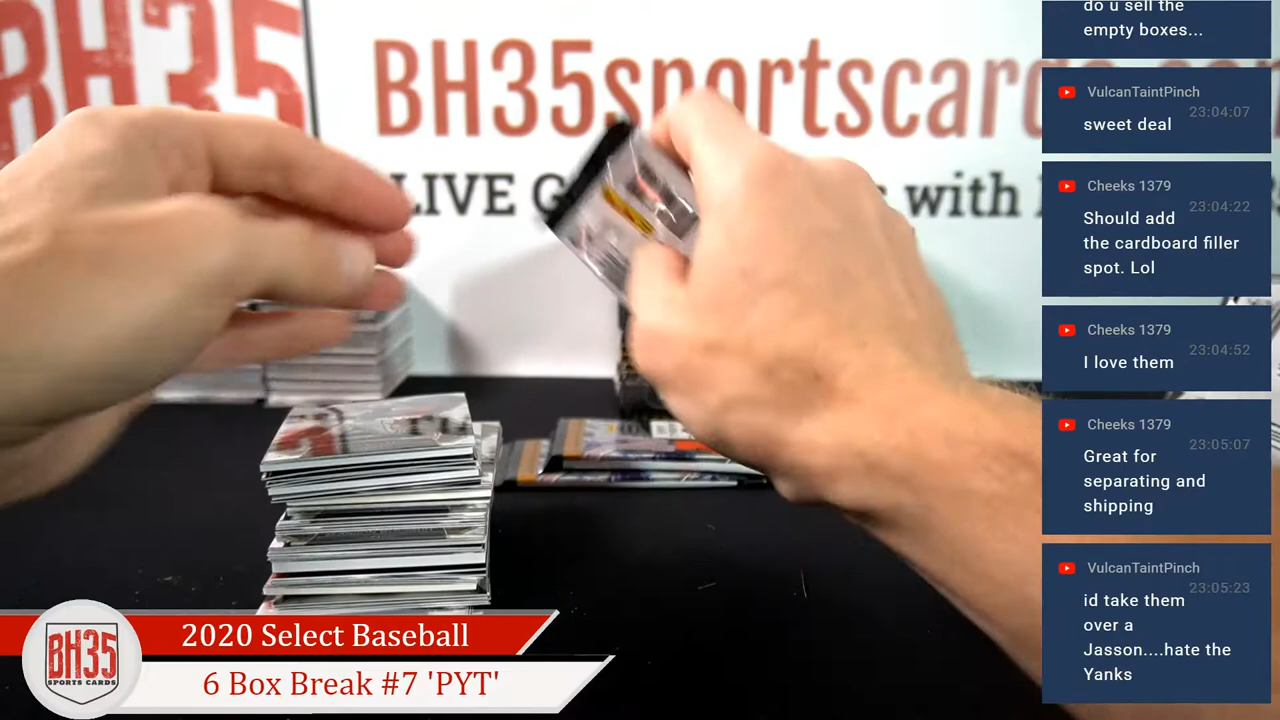 BH35
BH35sportscards
LIVE G
with
do u sell the
empty boxes...
VulcanTaintPinch
23:04:07
sweet deal
Cheeks 1379
23:04:22
Should add
the cardboard filler
spot. Lol
Cheeks 1379
23:04:52
I love them
Cheeks 1379
23:05:07
Great for
separating and
shipping
VulcanTaintPinch
23:05:23
id take them
over a
Jasson....hate the
Yanks
BH35
SPORTS CARDS
2020 Select Baseball
6 Box Break #7 'PYT'